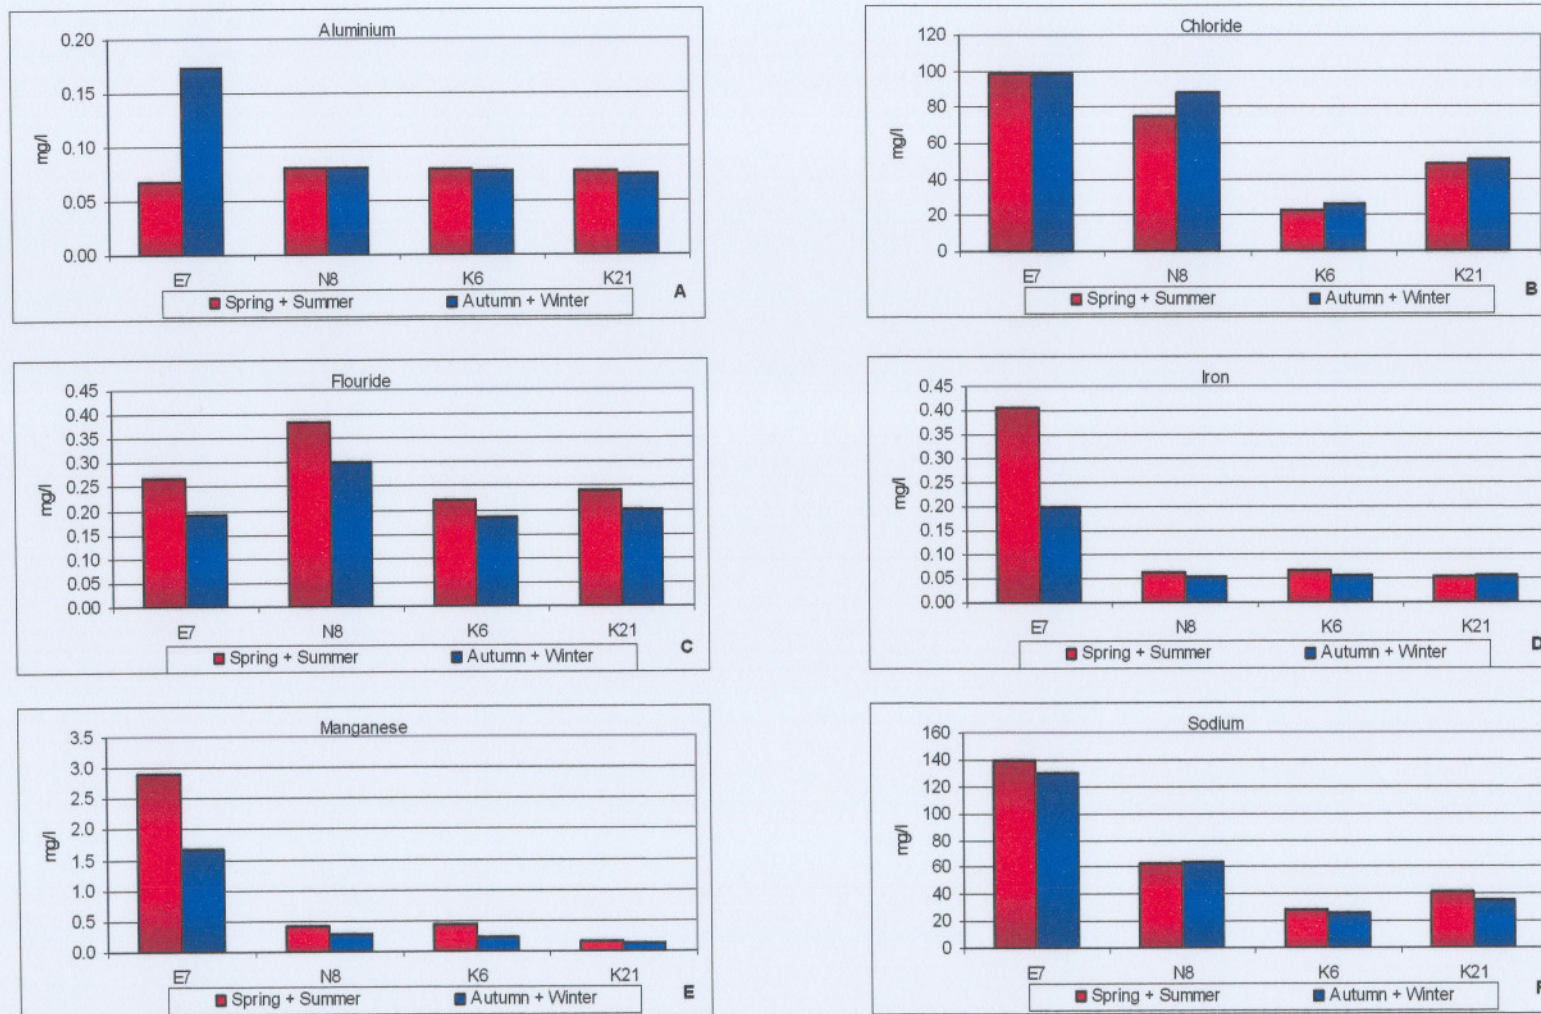 Aluminium
0.20
0.15
0.10
0.05
0.00
mg/l
E7 N8 K6 K21
Spring + Summer Autumn + Winter
A
Chloride
120
100
80
60
40
20
0
mg/l
E7 N8 K6 K21
Spring + Summer Autumn + Winter
B
Flouride
0.45
0.40
0.35
0.30
0.25
0.20
0.15
0.10
0.05
0.00
mg/l
E7 N8 K6 K21
Spring + Summer Autumn + Winter
C
Iron
0.45
0.40
0.35
0.30
0.25
0.20
0.15
0.10
0.05
0.00
mg/l
E7 N8 K6 K21
Spring + Summer Autumn + Winter
D
Manganese
3.5
3.0
2.5
2.0
1.5
1.0
0.5
0.0
mg/l
E7 N8 K6 K21
Spring + Summer Autumn + Winter
E
Sodium
160
140
120
100
80
60
40
20
0
mg/l
E7 N8 K6 K21
Spring + Summer Autumn + Winter
F